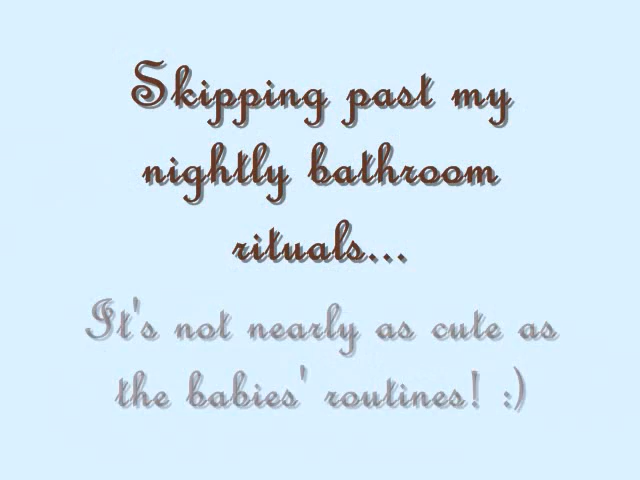 Skipping past my
nightly bathroom
rituals...
It's not nearly as cute as
the babies' routines! :)